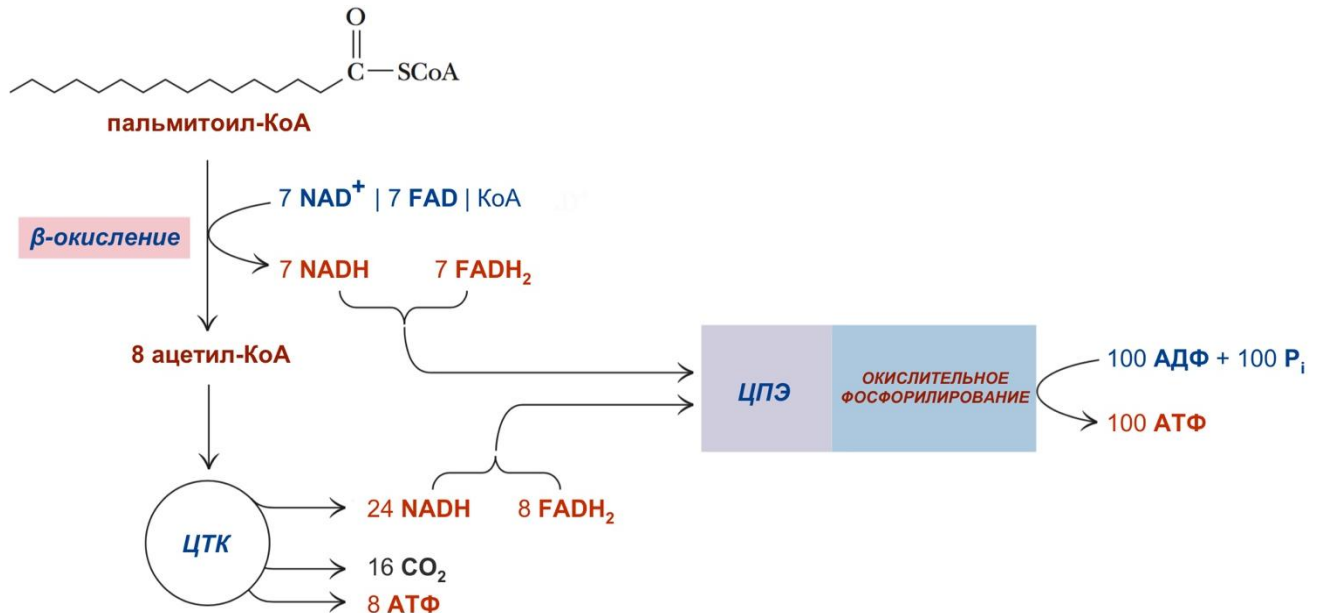 O
C—SCoA
пальмитоил-КоА
7 NAD⁺ | 7 FAD | КоА
β-окисление
7 NADH 7 FADH₂
8 ацетил-КоА
ЦПЭ
ОКИСЛИТЕЛЬНОЕ
ФОСФОРИЛИРОВАНИЕ
100 АДФ + 100 Pᵢ
100 АТФ
24 NADH 8 FADH₂
ЦТК
16 CO₂
8 АТФ